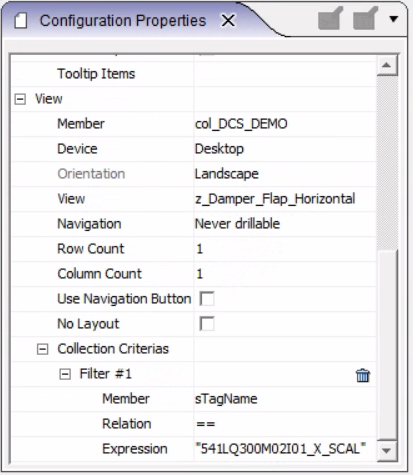 Configuration Properties
Tooltip Items
View
Member col_DCS_DEMO
Device Desktop
Orientation Landscape
View z_Damper_Flap_Horizontal
Navigation Never drillable
Row Count 1
Column Count 1
Use Navigation Button
No Layout
Collection Criterias
Filter #1
Member sTagName
Relation ==
Expression "541LQ300M02I01_X_SCAL"